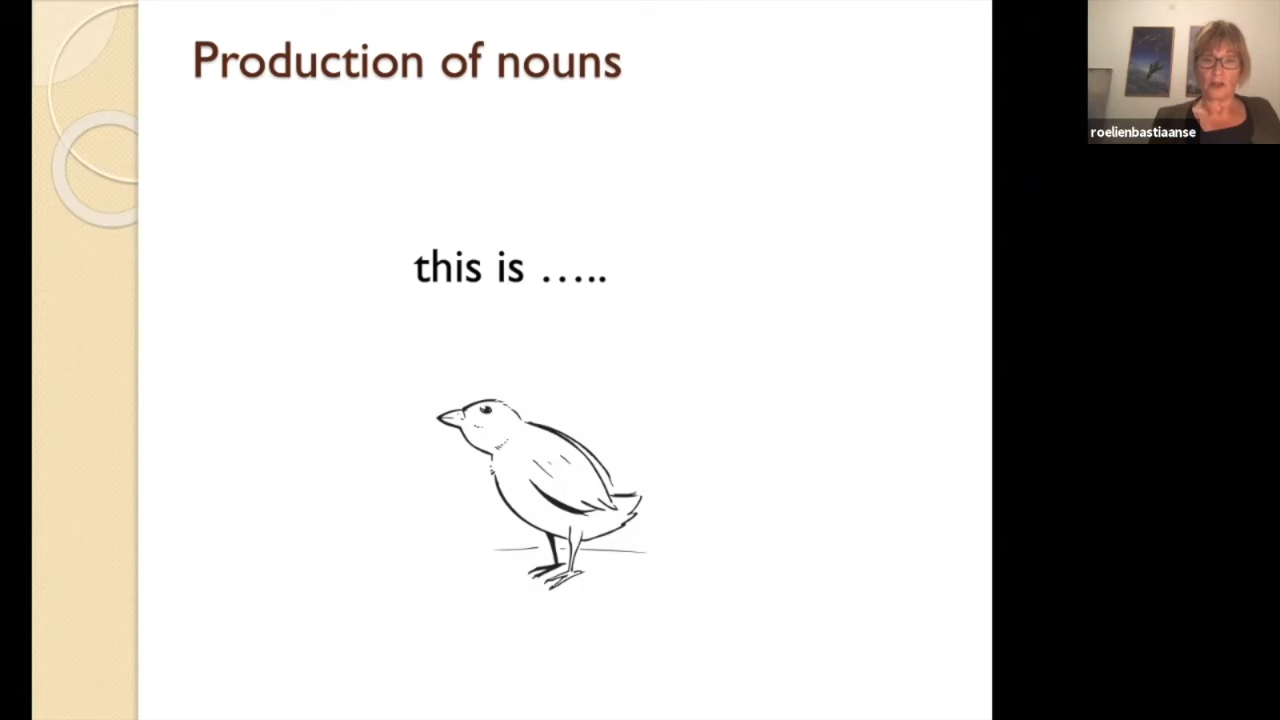 Production of nouns
roelienbastiaanse
this is …..